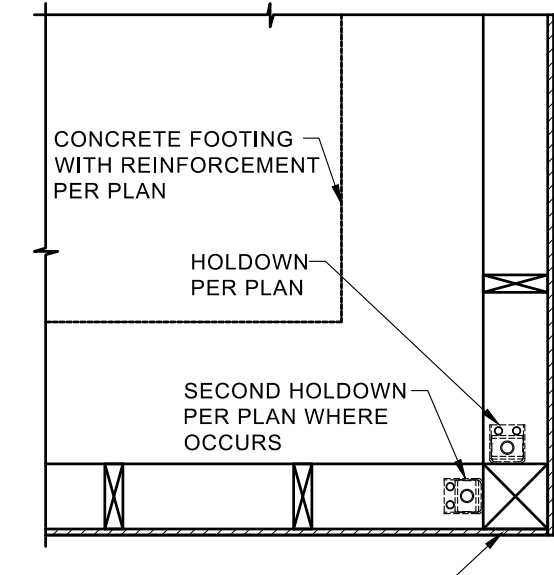 CONCRETE FOOTING
WITH REINFORCEMENT
PER PLAN
HOLDOWN
PER PLAN
SECOND HOLDOWN
PER PLAN WHERE
OCCURS